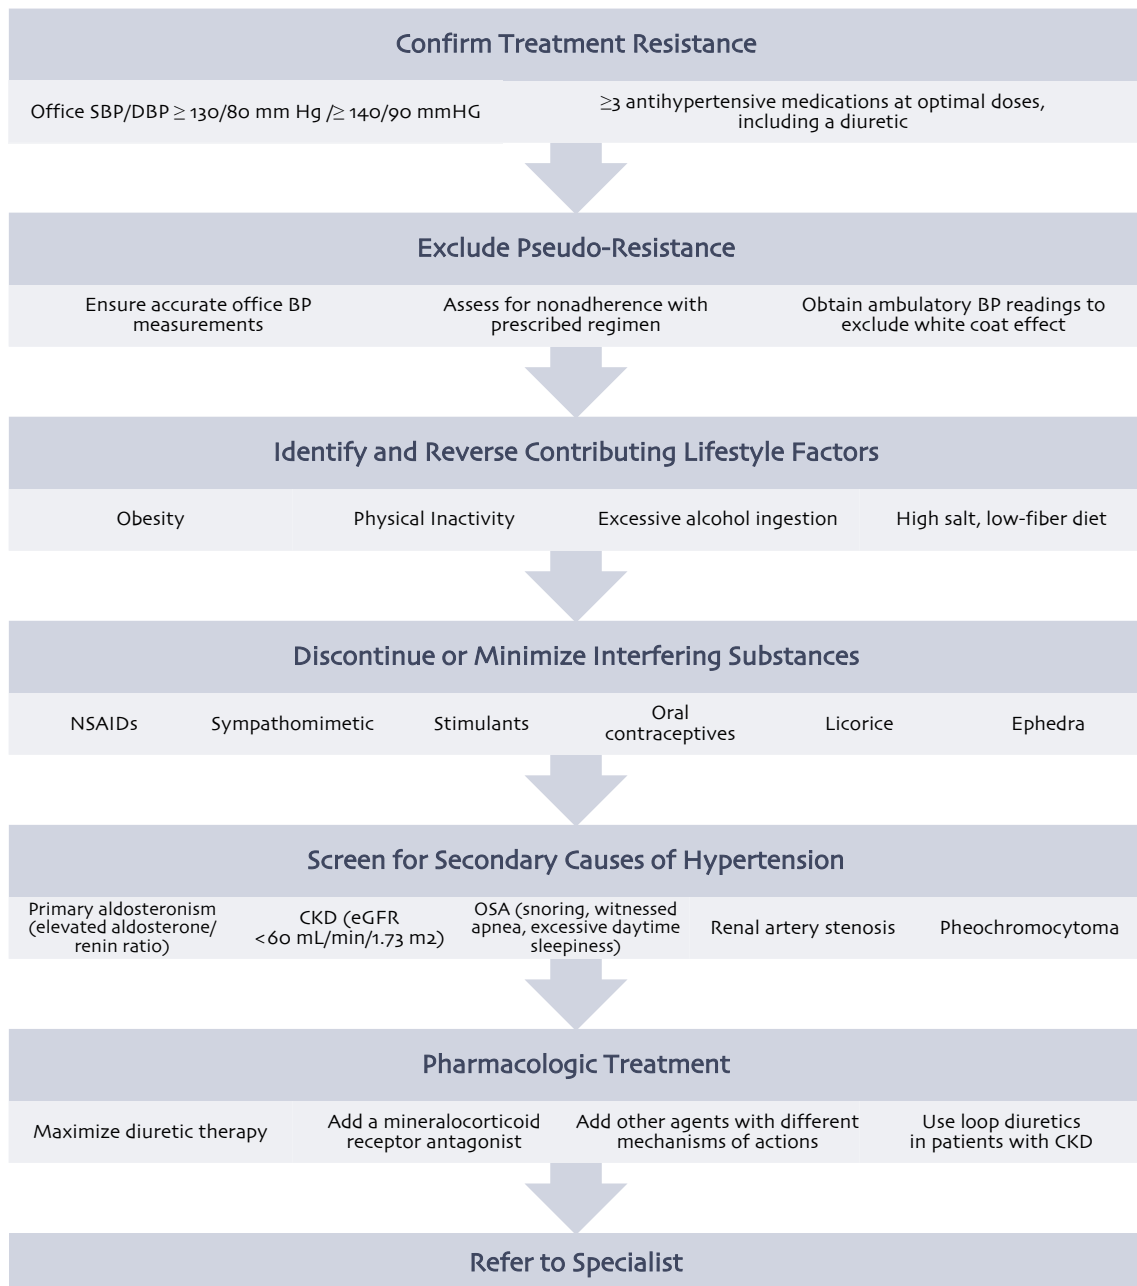 Confirm Treatment Resistance
Office SBP/DBP ≥ 130/80 mm Hg /≥ 140/90 mmHG
≥3 antihypertensive medications at optimal doses,
including a diuretic
Exclude Pseudo-Resistance
Ensure accurate office BP
measurements
Assess for nonadherence with
prescribed regimen
Obtain ambulatory BP readings to
exclude white coat effect
Identify and Reverse Contributing Lifestyle Factors
Obesity
Physical Inactivity
Excessive alcohol ingestion
High salt, low-fiber diet
Discontinue or Minimize Interfering Substances
NSAIDs
Sympathomimetic
Stimulants
Oral
contraceptives
Licorice
Ephedra
Screen for Secondary Causes of Hypertension
Primary aldosteronism
(elevated aldosterone/
renin ratio)
CKD (eGFR
<60 mL/min/1.73 m2)
OSA (snoring, witnessed
apnea, excessive daytime
sleepiness)
Renal artery stenosis
Pheochromocytoma
Pharmacologic Treatment
Maximize diuretic therapy
Add a mineralocorticoid
receptor antagonist
Add other agents with different
mechanisms of actions
Use loop diuretics
in patients with CKD
Refer to Specialist